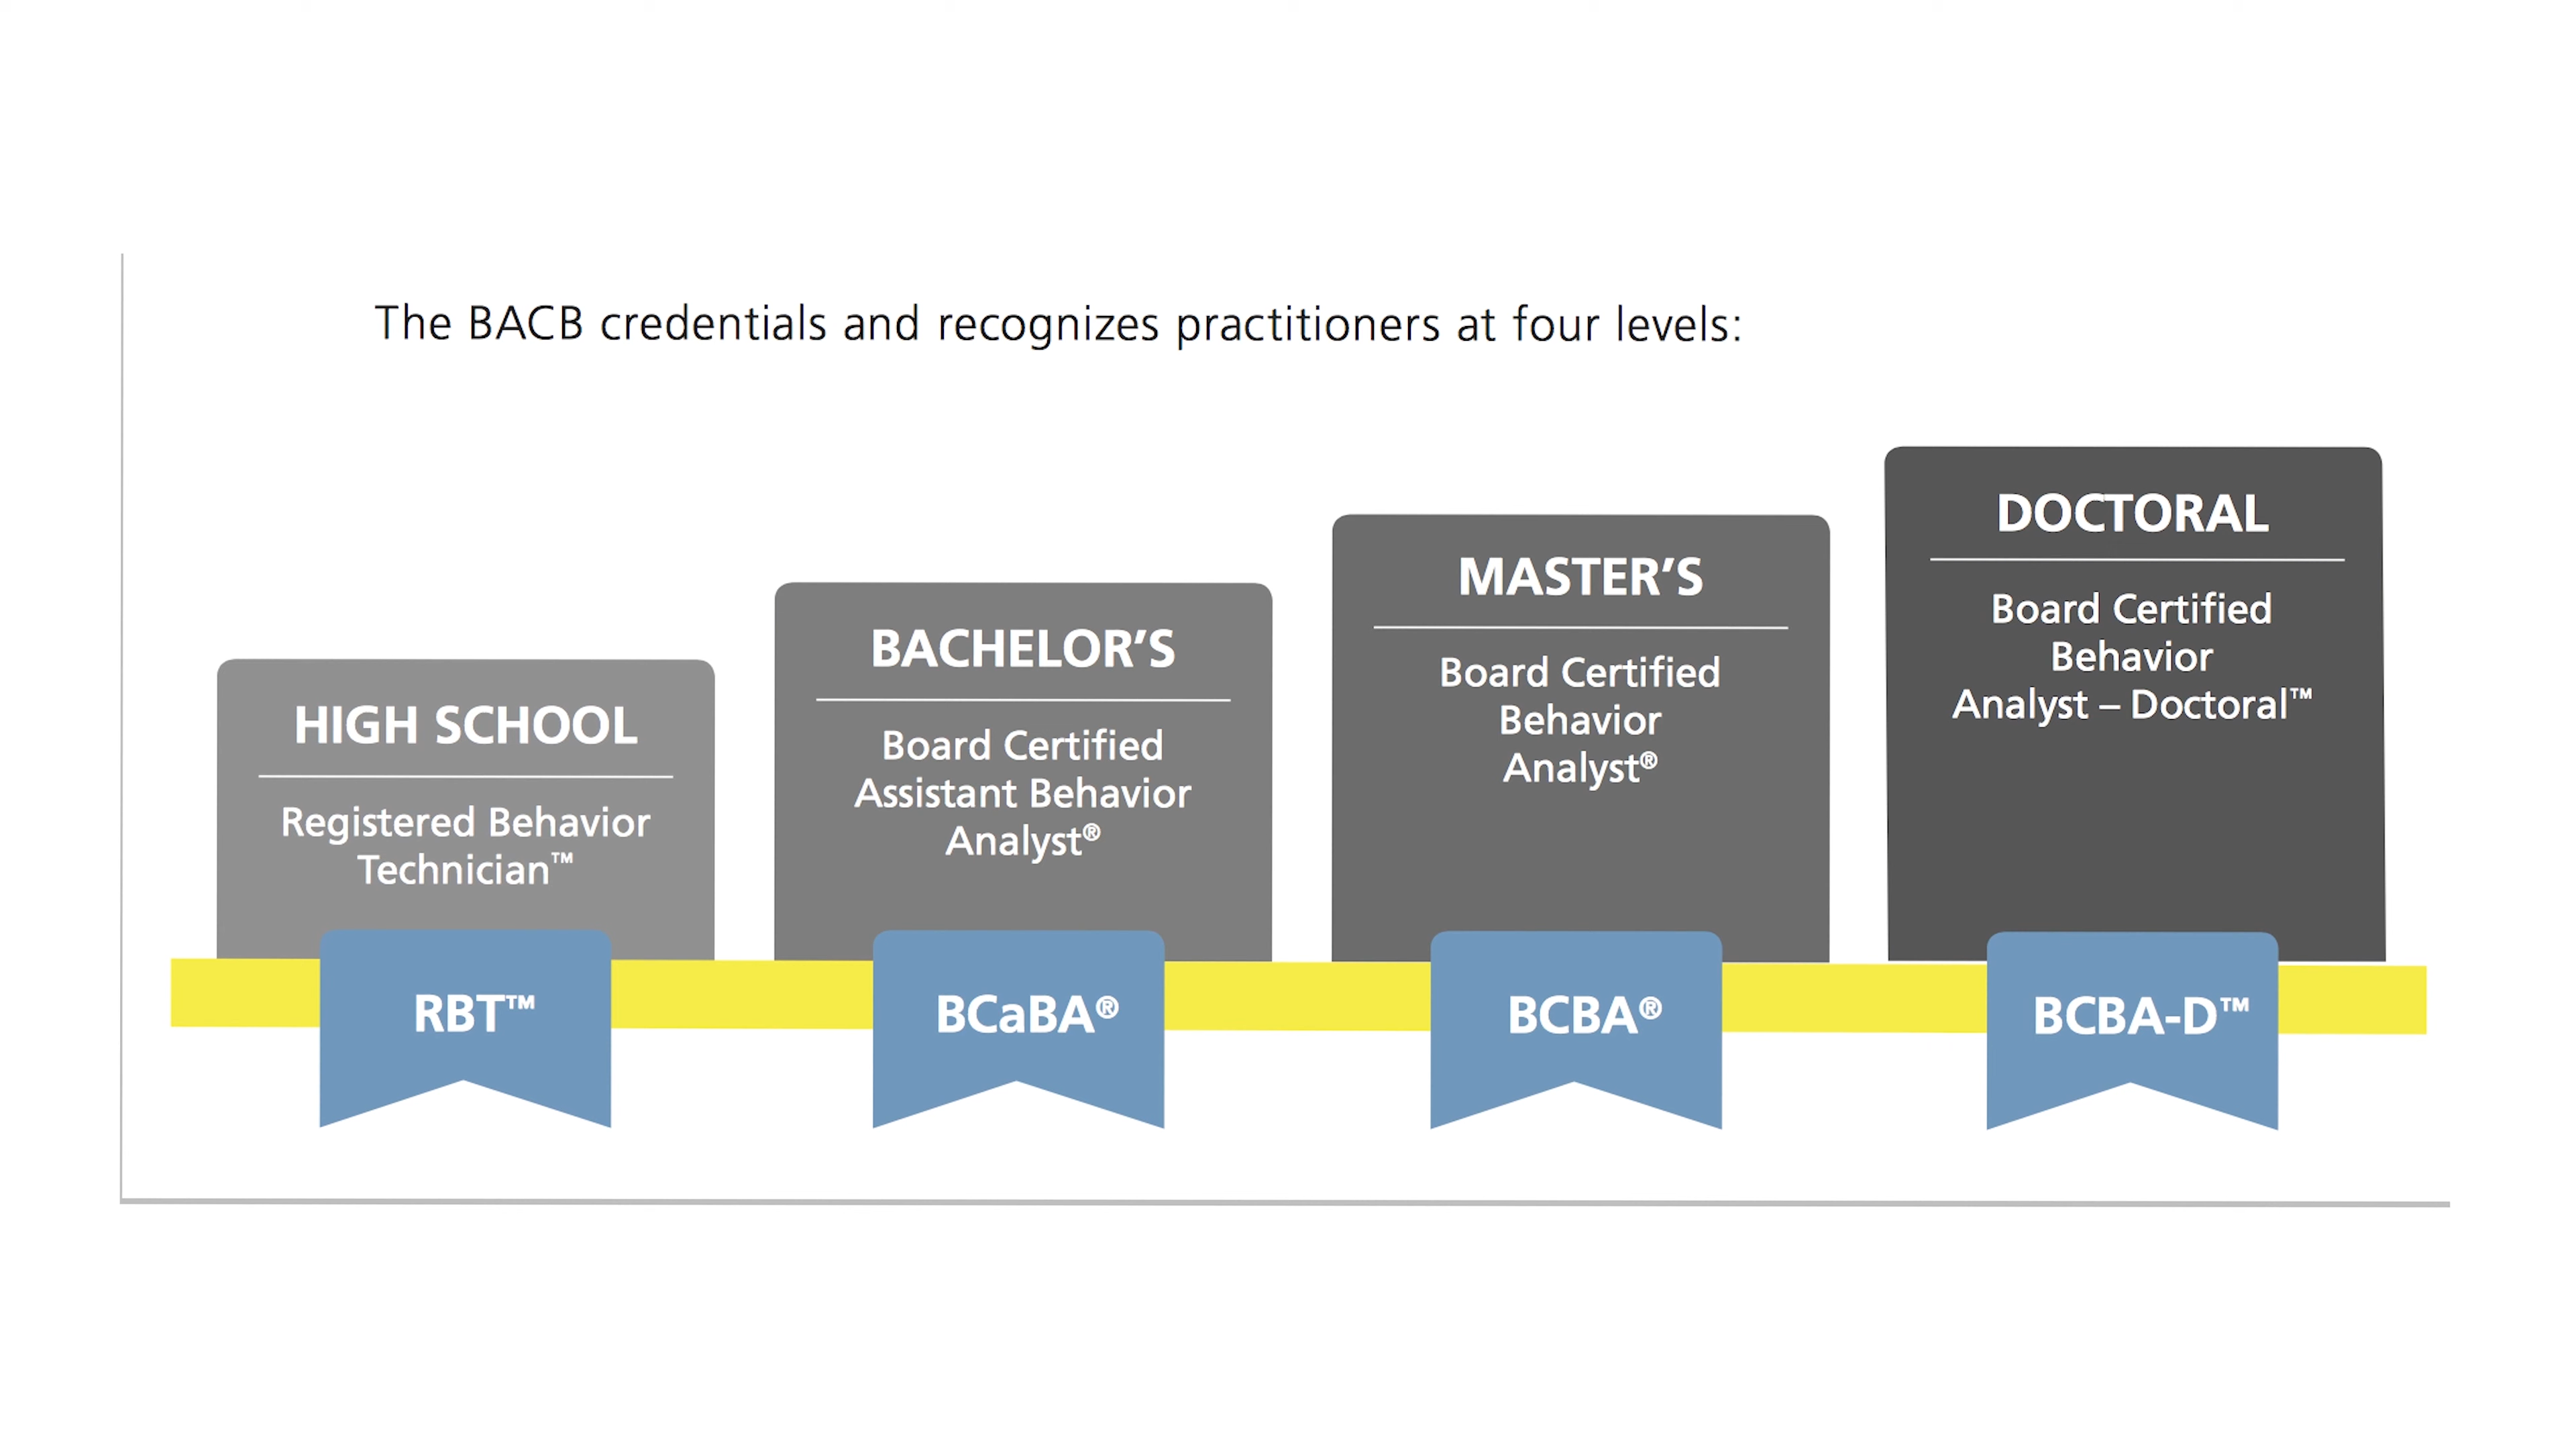 The BACB credentials and recognizes practitioners at four levels:
HIGH SCHOOL
Registered Behavior
Technician™
RBT™
BACHELOR’S
Board Certified
Assistant Behavior
Analyst®
BCaBA®
MASTER’S
Board Certified
Behavior
Analyst®
BCBA®
DOCTORAL
Board Certified
Behavior
Analyst – Doctoral™
BCBA-D™